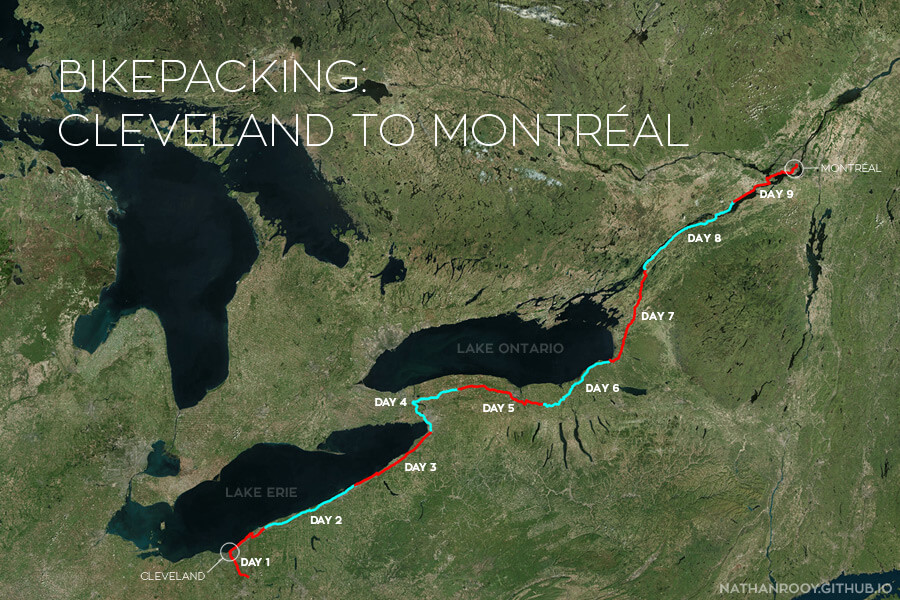 BIKEPACKING:
CLEVELAND TO MONTRÉAL
MONTRÉAL
DAY 9
DAY 8
DAY 7
LAKE ONTARIO
DAY 6
DAY 4
DAY 5
DAY 3
LAKE ERIE
DAY 2
DAY 1
CLEVELAND
NATHANROOY.GITHUB.IO